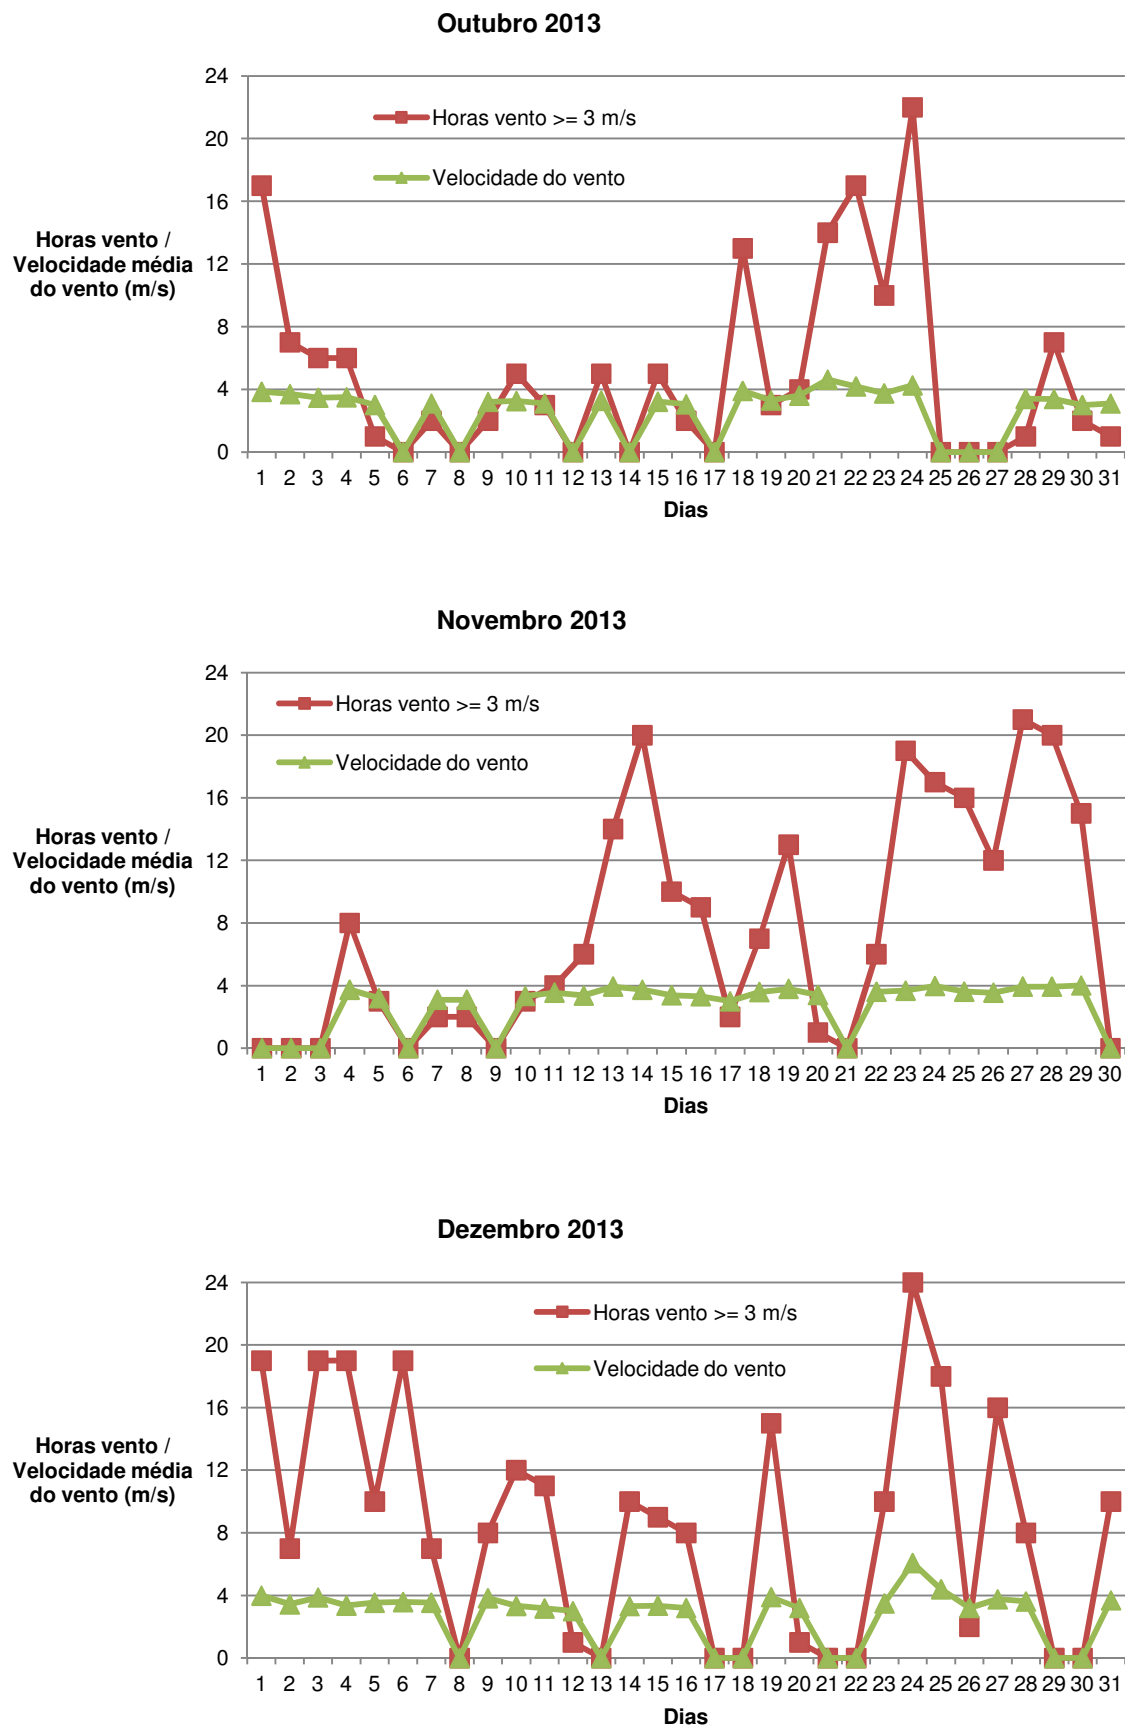 Outubro 2013
24
Horas vento >= 3 m/s
20
Velocidade do vento
16
Horas vento /
Velocidade média
do vento (m/s)
12
8
4
0
1 2 3 4 5 6 7 8 9 10 11 12 13 14 15 16 17 18 19 20 21 22 23 24 25 26 27 28 29 30 31
Dias
Novembro 2013
24
Horas vento >= 3 m/s
20
Velocidade do vento
16
Horas vento /
Velocidade média
do vento (m/s)
12
8
4
0
1 2 3 4 5 6 7 8 9 10 11 12 13 14 15 16 17 18 19 20 21 22 23 24 25 26 27 28 29 30
Dias
Dezembro 2013
24
Horas vento >= 3 m/s
20
Velocidade do vento
16
Horas vento /
Velocidade média
do vento (m/s)
12
8
4
0
1 2 3 4 5 6 7 8 9 10 11 12 13 14 15 16 17 18 19 20 21 22 23 24 25 26 27 28 29 30 31
Dias